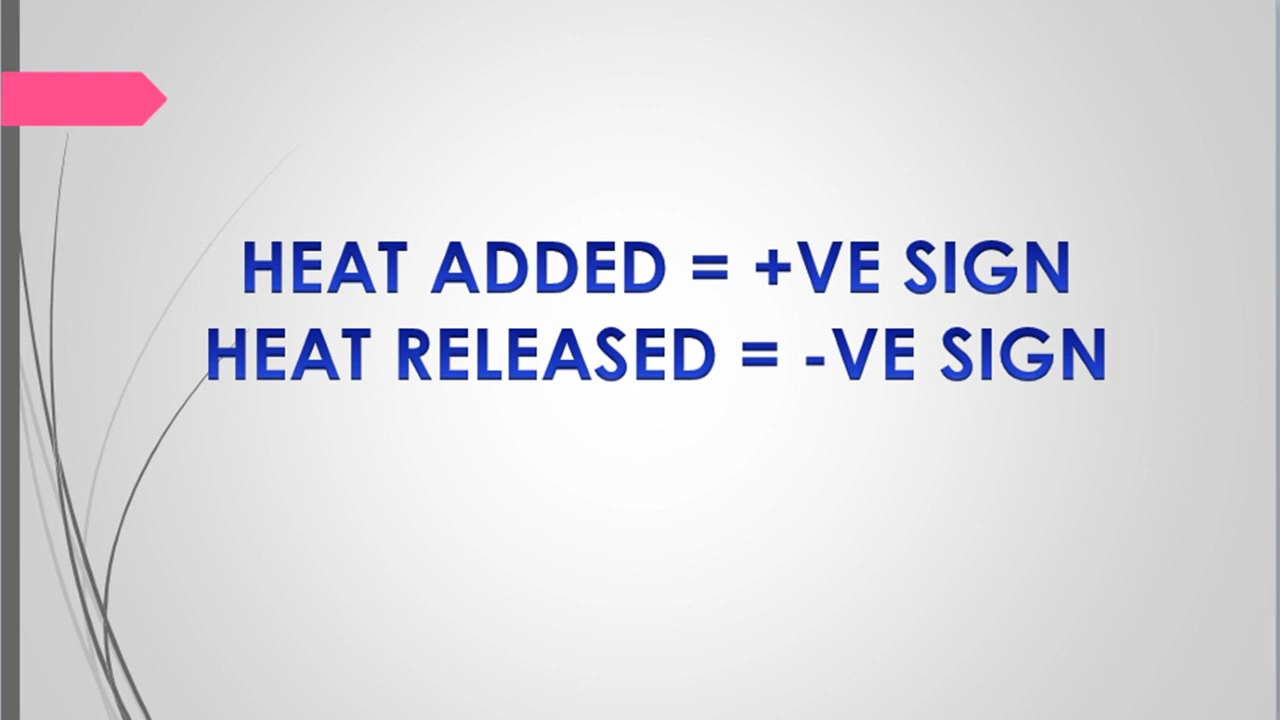 HEAT ADDED = +VE SIGN
HEAT RELEASED = -VE SIGN